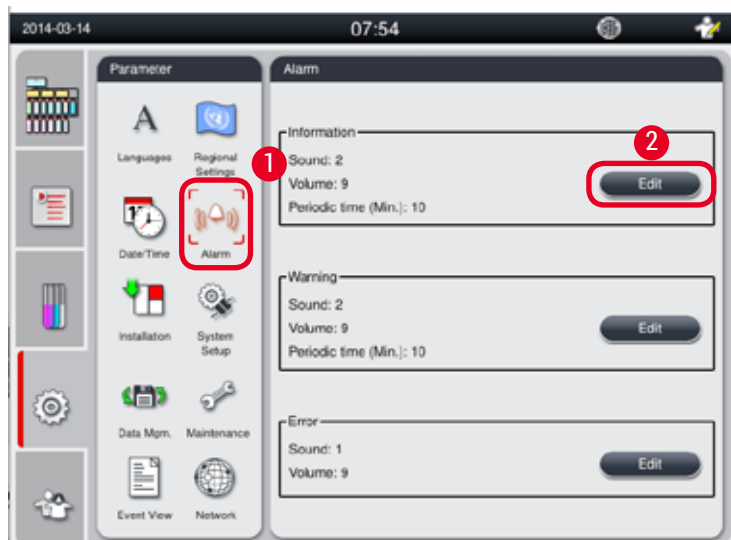 2014-03-14
07:54
Parameter
Languages
Regional
Settings
Date/Time
Alarm
Installation
System
Setup
Data Mgm.
Maintenance
Event View
Network
Alarm
1
2
Information
Sound: 2
Volume: 9
Periodic time (Min.): 10
Edit
Warning
Sound: 2
Volume: 9
Periodic time (Min.): 10
Edit
Error
Sound: 1
Volume: 9
Edit